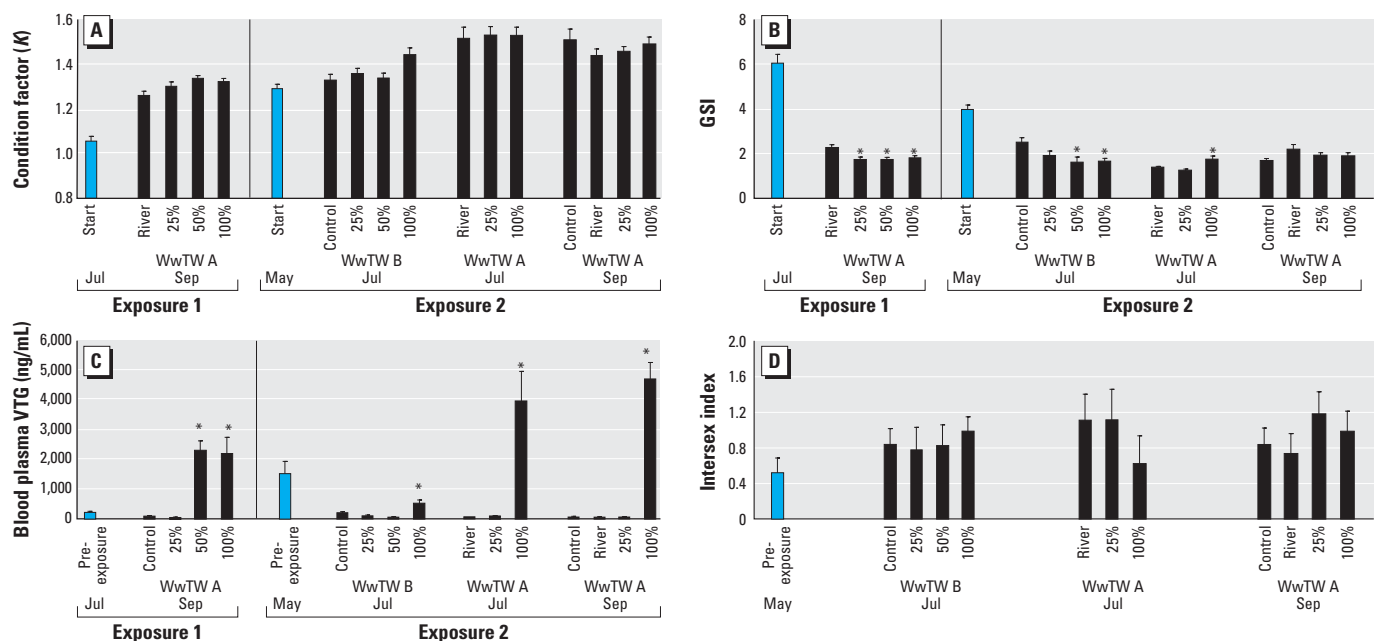 A
Condition factor (K)
1.6
1.4
1.2
1.0
0.8
Start
River
25%
50%
100%
Start
Control
25%
50%
100%
River
25%
100%
Control
River
25%
100%
WwTW A
WwTW B
WwTW A
WwTW A
Jul
Sep
May
Jul
Jul
Sep
Exposure 1
Exposure 2
B
GSI
8
6
4
2
0
* * *
* *
*
Start
River
25%
50%
100%
Start
Control
25%
50%
100%
River
25%
100%
Control
River
25%
100%
WwTW A
WwTW B
WwTW A
WwTW A
Jul
Sep
May
Jul
Jul
Sep
Exposure 1
Exposure 2
C
Blood plasma VTG (ng/mL)
6,000
5,000
4,000
3,000
2,000
1,000
0
* *
*
*
*
Pre-
exposure
Control
25%
50%
100%
Pre-
exposure
Control
25%
50%
100%
River
25%
100%
Control
River
25%
100%
WwTW A
WwTW B
WwTW A
WwTW A
Jul
Sep
May
Jul
Jul
Sep
Exposure 1
Exposure 2
D
Intersex index
2.0
1.6
1.2
0.8
0.4
0
Pre-
exposure
Control
25%
50%
100%
River
25%
100%
Control
River
25%
100%
WwTW B
WwTW A
WwTW A
May
Jul
Jul
Sep